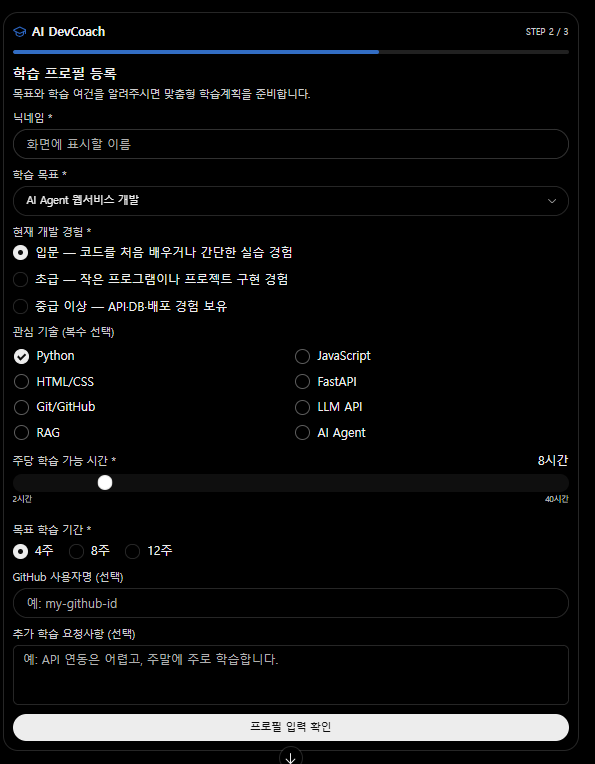 AI DevCoach
STEP 2 / 3
학습 프로필 등록
목표와 학습 여건을 알려주시면 맞춤형 학습계획을 준비합니다.
닉네임 *
화면에 표시할 이름
학습 목표 *
AI Agent 웹서비스 개발
현재 개발 경험 *
입문 — 코드를 처음 배우거나 간단한 실습 경험
초급 — 작은 프로그램이나 프로젝트 구현 경험
중급 이상 — API·DB·배포 경험 보유
관심 기술 (복수 선택)
Python
JavaScript
HTML/CSS
FastAPI
Git/GitHub
LLM API
RAG
AI Agent
주당 학습 가능 시간 *
8시간
2시간
40시간
목표 학습 기간 *
4주 8주 12주
GitHub 사용자명 (선택)
예: my-github-id
추가 학습 요청사항 (선택)
예: API 연동은 어렵고, 주말에 주로 학습합니다.
프로필 입력 확인